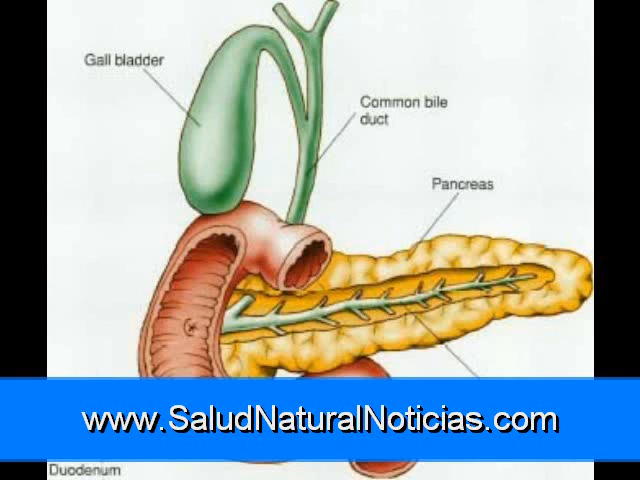 Gall bladder
Common bile
duct
Pancreas
www.SaludNaturalNoticias.com
Duodenum